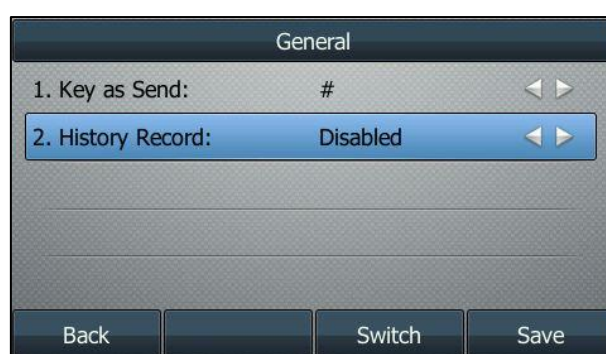 General
1. Key as Send: #
2. History Record: Disabled
Back Switch Save